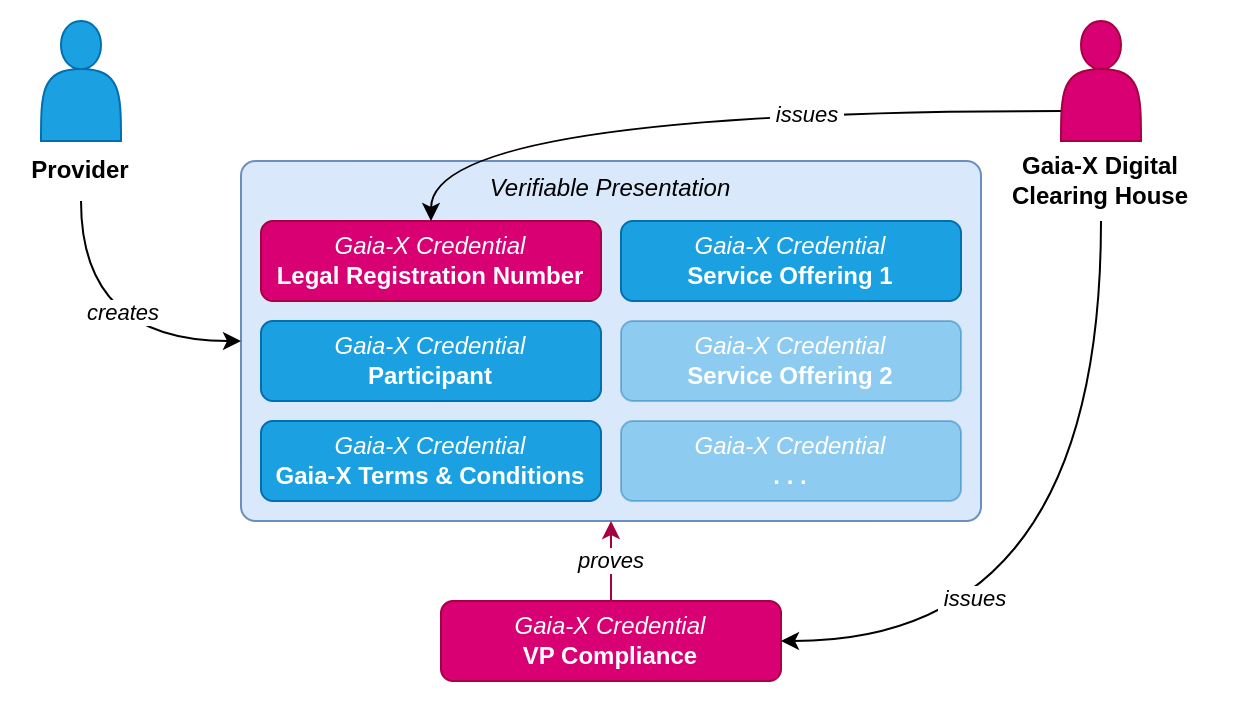 Provider
issues
Gaia-X Digital
Clearing House
creates
Verifiable Presentation
Gaia-X Credential
Legal Registration Number
Gaia-X Credential
Service Offering 1
Gaia-X Credential
Participant
Gaia-X Credential
Service Offering 2
Gaia-X Credential
Gaia-X Terms & Conditions
Gaia-X Credential
. . .
proves
issues
Gaia-X Credential
VP Compliance